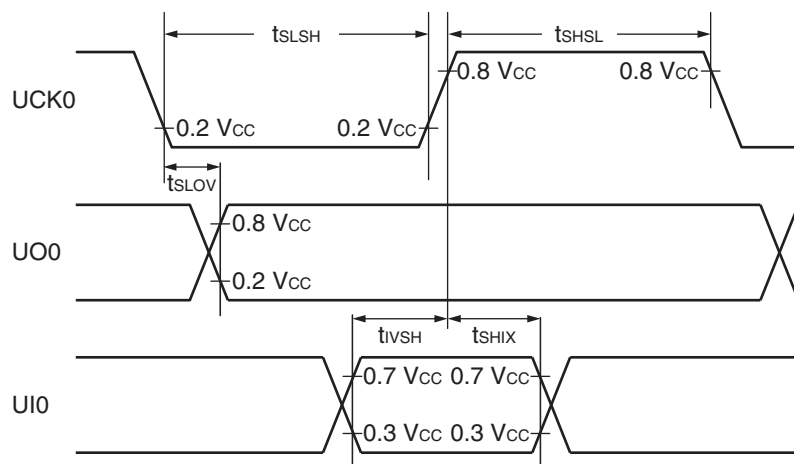 tSLSH tSHSL
0.8 VCC 0.8 VCC
UCK0
0.2 VCC 0.2 VCC
tSLOV
0.8 VCC
UO0
0.2 VCC
tIVSH tSHIX
0.7 VCC 0.7 VCC
UI0
0.3 VCC 0.3 VCC